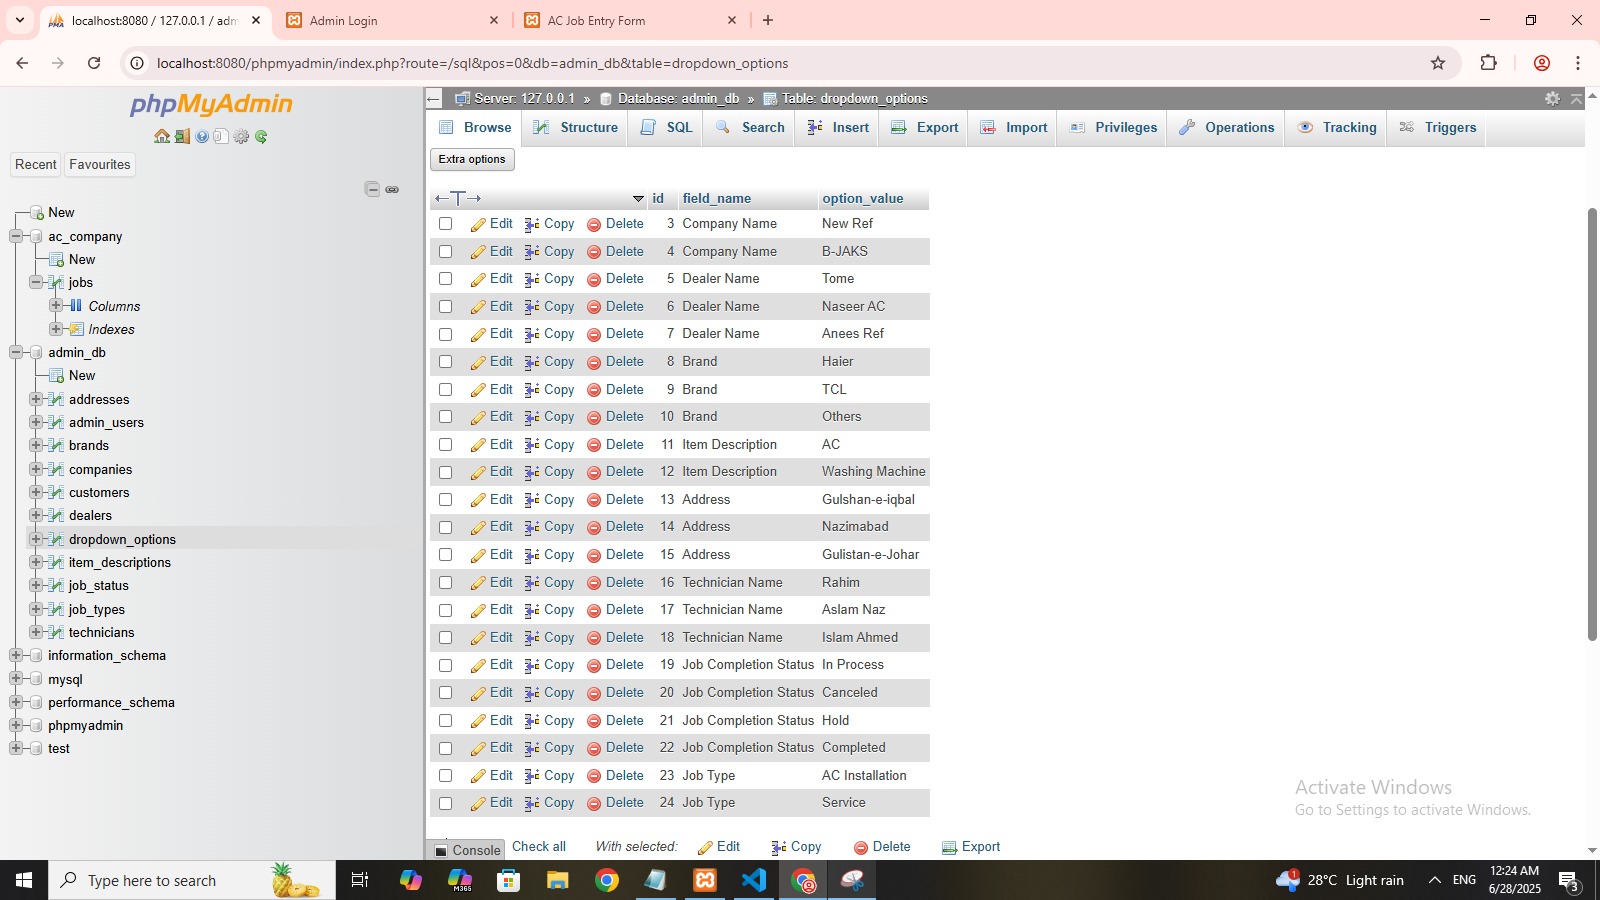 localhost:8080 / 127.0.0.1 / adm
Admin Login
AC Job Entry Form
localhost:8080/phpmyadmin/index.php?route=/sql&pos=0&db=admin_db&table=dropdown_options
phpMyAdmin
Recent Favourites
New
ac_company
New
jobs
Columns
Indexes
admin_db
New
addresses
admin_users
brands
companies
customers
dealers
dropdown_options
item_descriptions
job_status
job_types
technicians
information_schema
mysql
performance_schema
phpmyadmin
test
Server: 127.0.0.1 » Database: admin_db » Table: dropdown_options
Browse Structure SQL Search Insert Export Import Privileges Operations Tracking Triggers
Extra options
id field_name option_value
Edit Copy Delete 3 Company Name New Ref
Edit Copy Delete 4 Company Name B-JAKS
Edit Copy Delete 5 Dealer Name Tome
Edit Copy Delete 6 Dealer Name Naseer AC
Edit Copy Delete 7 Dealer Name Anees Ref
Edit Copy Delete 8 Brand Haier
Edit Copy Delete 9 Brand TCL
Edit Copy Delete 10 Brand Others
Edit Copy Delete 11 Item Description AC
Edit Copy Delete 12 Item Description Washing Machine
Edit Copy Delete 13 Address Gulshan-e-iqbal
Edit Copy Delete 14 Address Nazimabad
Edit Copy Delete 15 Address Gulistan-e-Johar
Edit Copy Delete 16 Technician Name Rahim
Edit Copy Delete 17 Technician Name Aslam Naz
Edit Copy Delete 18 Technician Name Islam Ahmed
Edit Copy Delete 19 Job Completion Status In Process
Edit Copy Delete 20 Job Completion Status Canceled
Edit Copy Delete 21 Job Completion Status Hold
Edit Copy Delete 22 Job Completion Status Completed
Edit Copy Delete 23 Job Type AC Installation
Edit Copy Delete 24 Job Type Service
Console Check all With selected: Edit Copy Delete Export
Activate Windows
Go to Settings to activate Windows.
Type here to search
M365
1
28°C Light rain
ENG
12:24 AM
6/28/2025
3